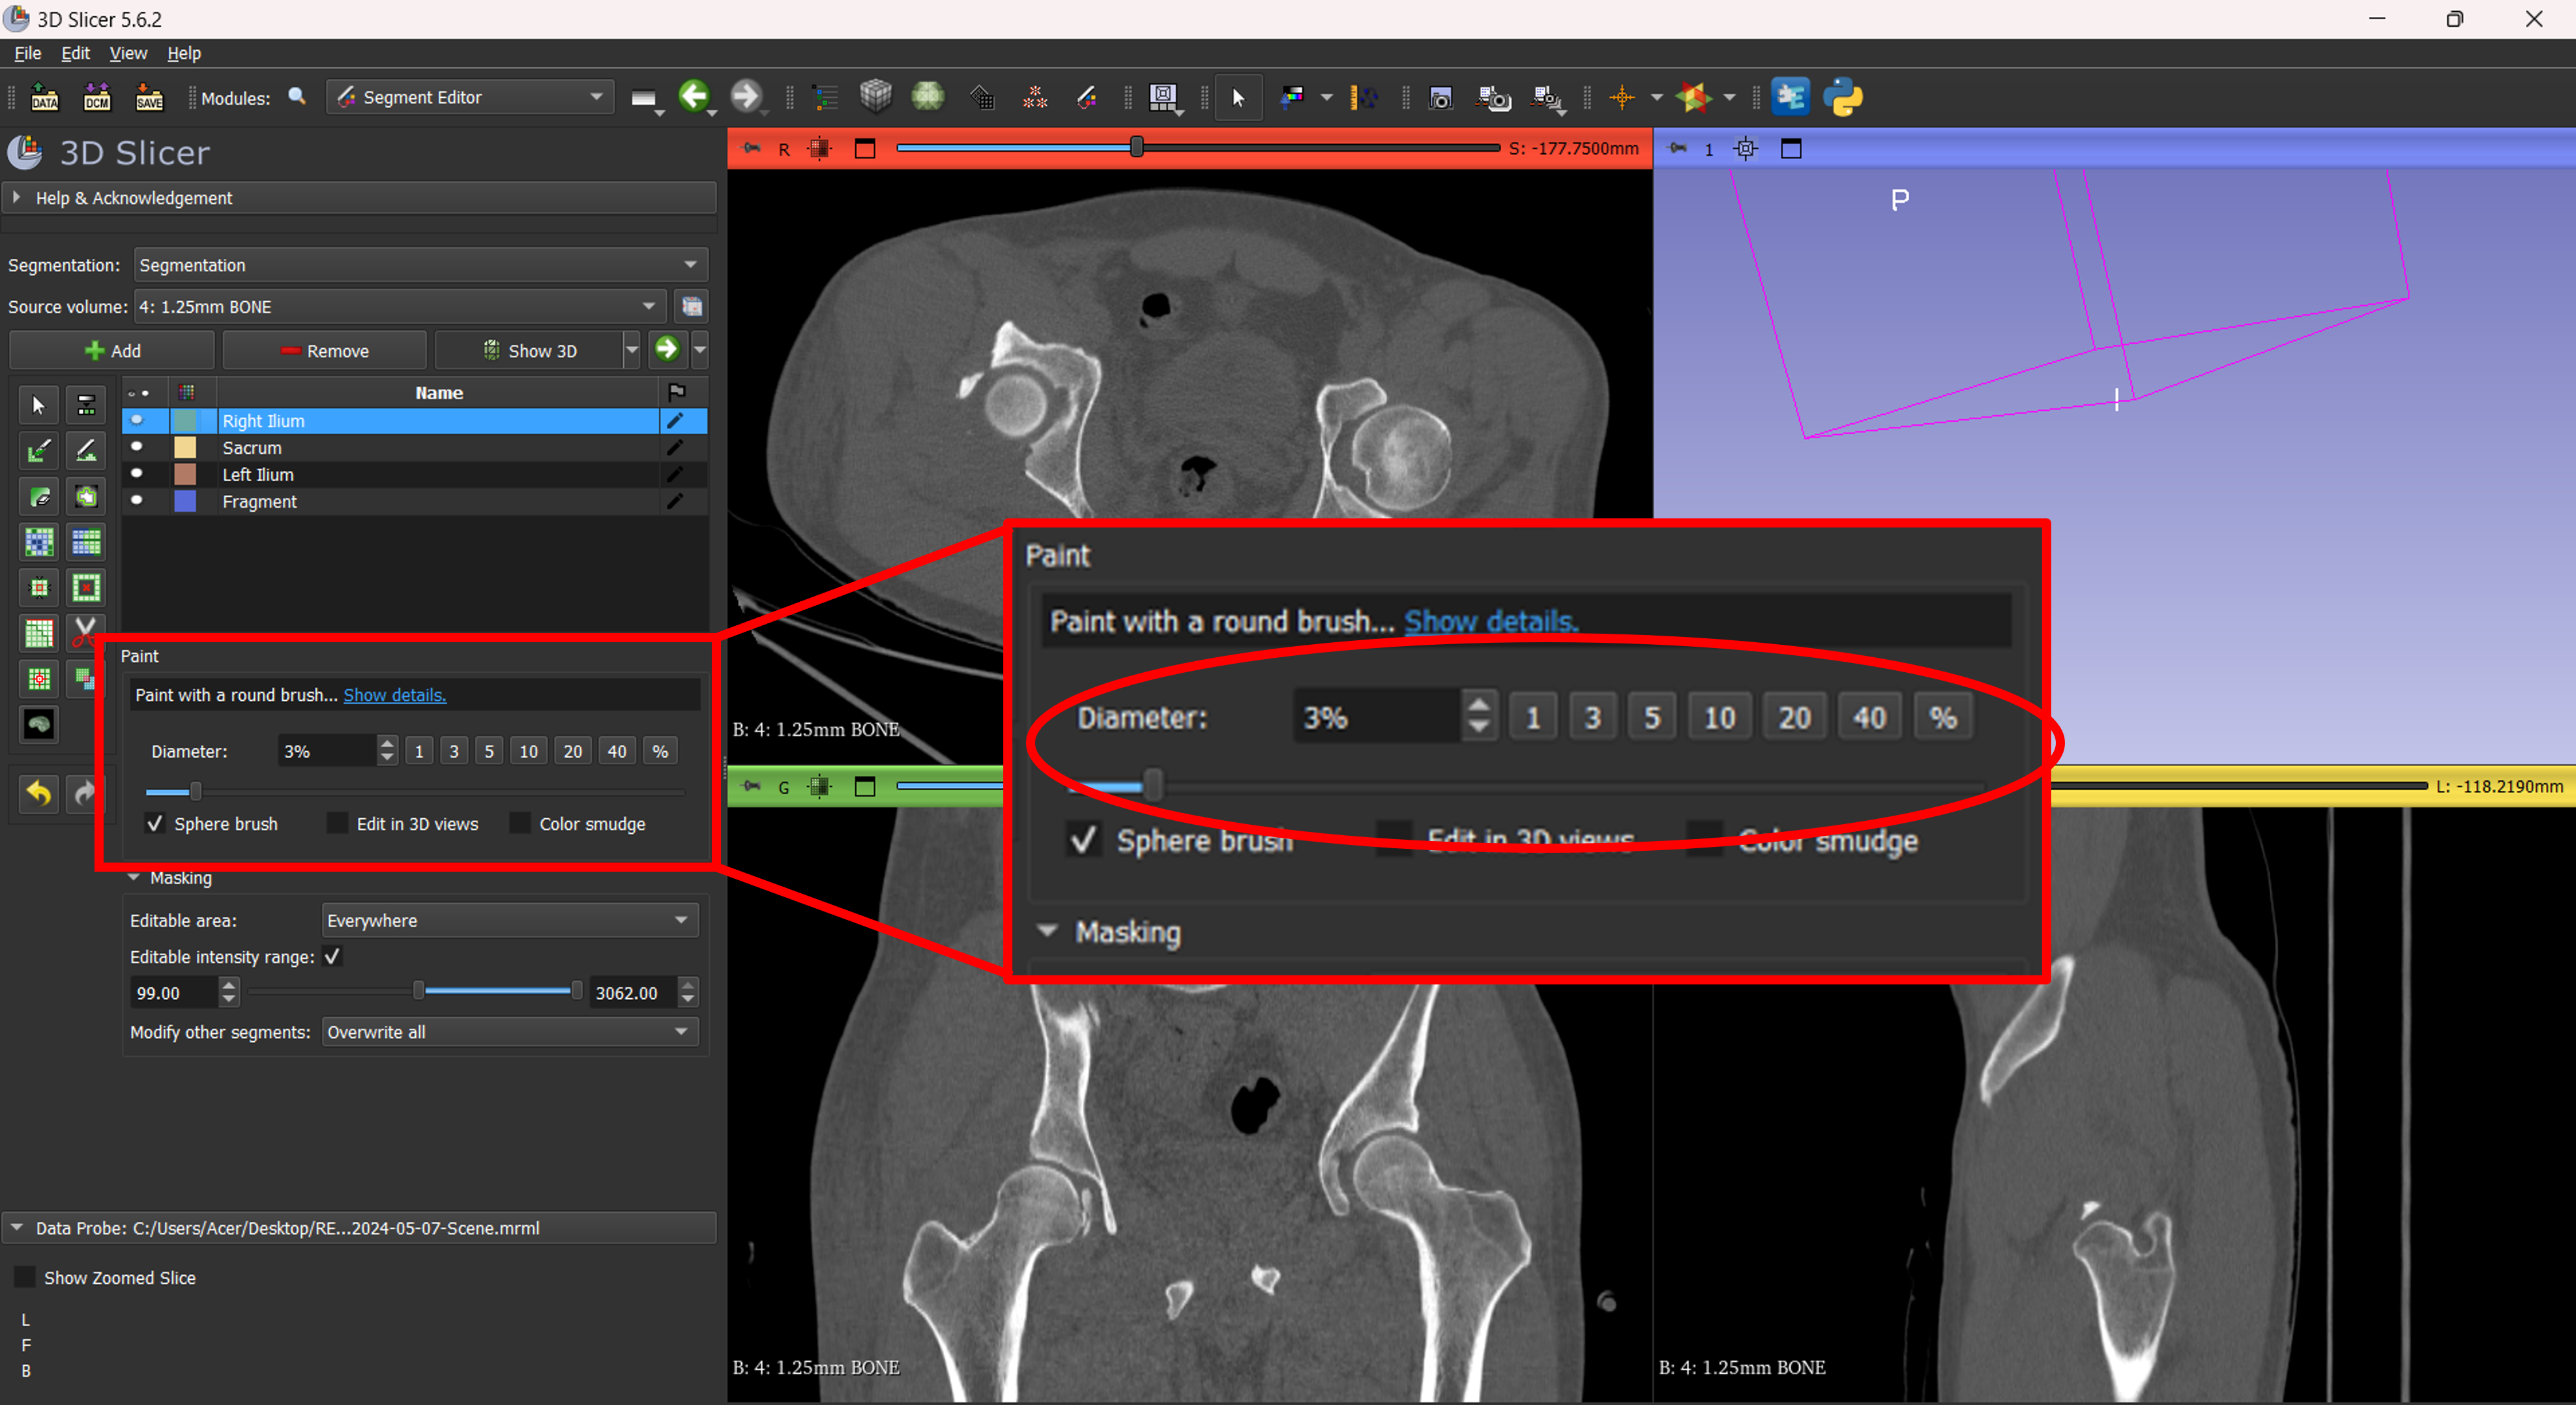 3D Slicer 5.6.2
File Edit View Help
DATA DCM SAVE Modules: Segment Editor
3D Slicer
Help & Acknowledgement
Segmentation: Segmentation
Source volume: 4: 1.25mm BONE
Add Remove Show 3D
Name
Right Ilium
Sacrum
Left Ilium
Fragment
Paint
Paint with a round brush... Show details.
Diameter: 3% 1 3 5 10 20 40 %
Sphere brush Edit in 3D views Color smudge
Masking
Editable area: Everywhere
Editable intensity range:
99.00 3062.00
Modify other segments: Overwrite all
Data Probe: C:/Users/Acer/Desktop/RE...2024-05-07-Scene.mrml
Show Zoomed Slice
L
F
B
R S: -177.7500mm
B: 4: 1.25mm BONE
1
P
I
Paint
Paint with a round brush... Show details.
Diameter: 3% 1 3 5 10 20 40 %
Sphere brush Edit in 3D views Color smudge
Masking
G
B: 4: 1.25mm BONE
L: -118.2190mm
B: 4: 1.25mm BONE